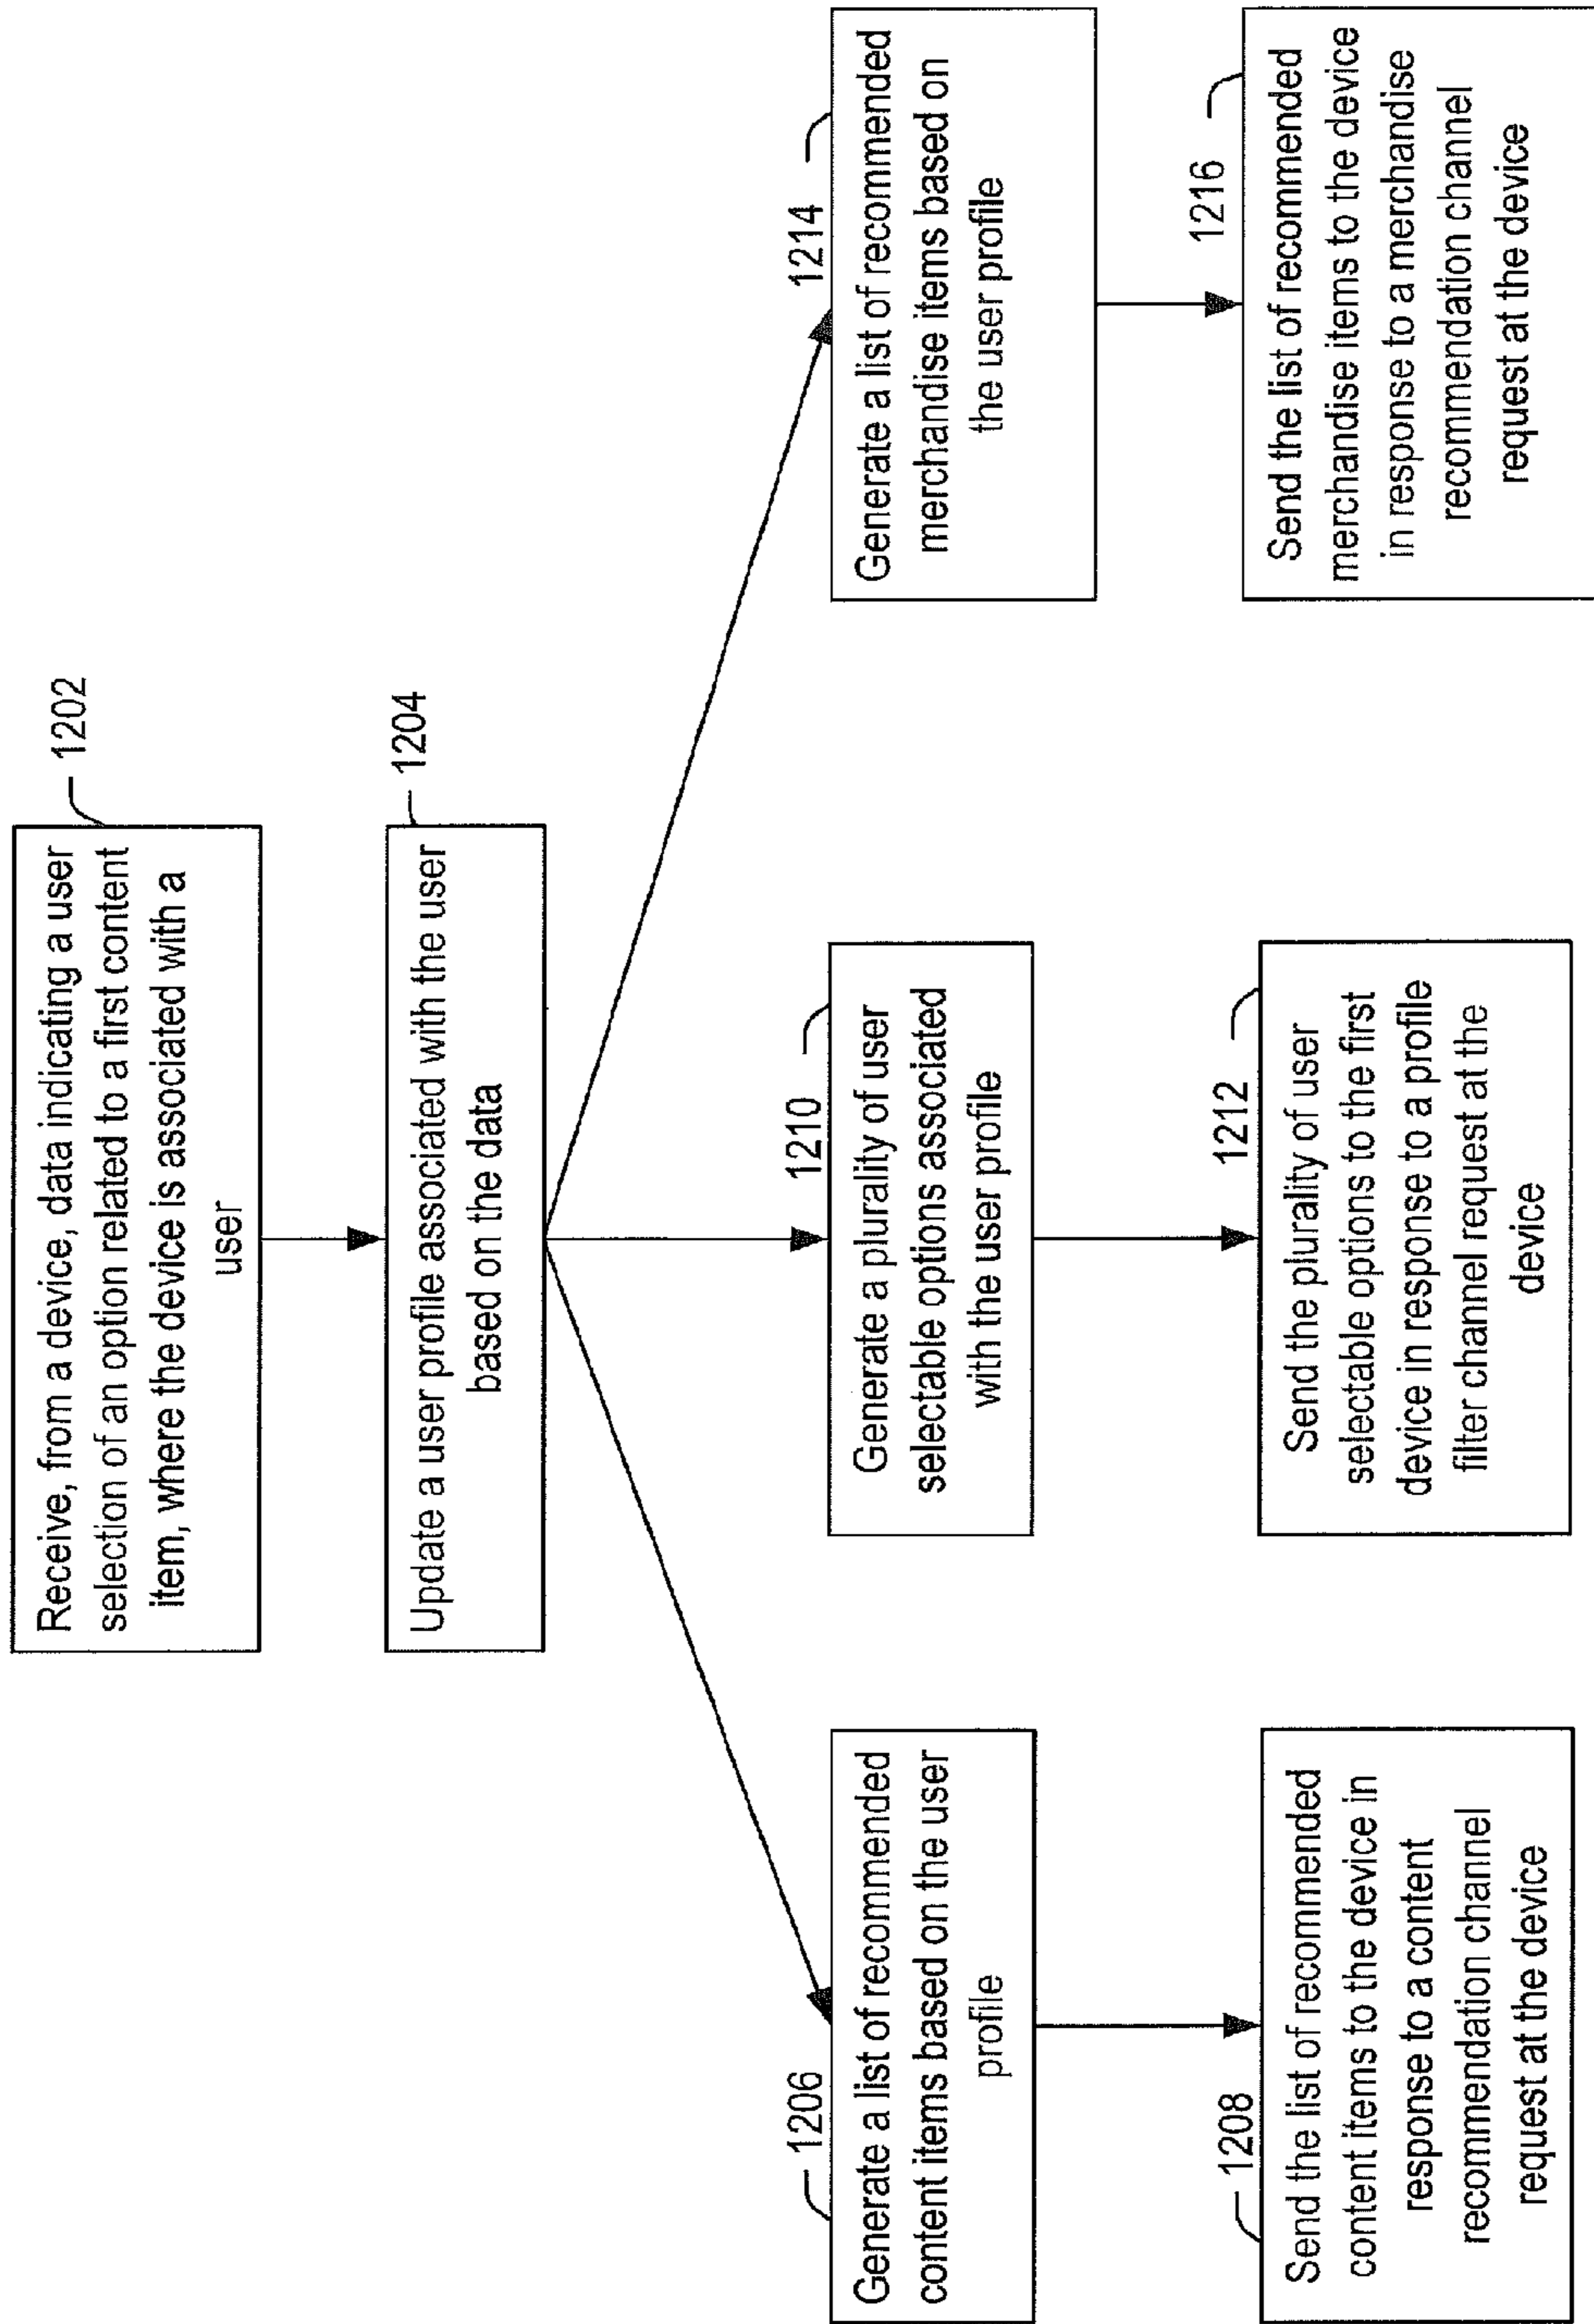 Receive, from a device, data indicating a user
selection of an option related to a first content
item, where the device is associated with a
user
1202
Update a user profile associated with the user
based on the data
1204
1206
Generate a list of recommended
content items based on the user
profile
1208
Send the list of recommended
content items to the device in
response to a content
recommendation channel
request at the device
1210
Generate a plurality of user
selectable options associated
with the user profile
1212
Send the plurality of user
selectable options to the first
device in response to a profile
filter channel request at the
device
1214
Generate a list of recommended
merchandise items based on
the user profile
1216
Send the list of recommended
merchandise items to the device
in response to a merchandise
recommendation channel
request at the device